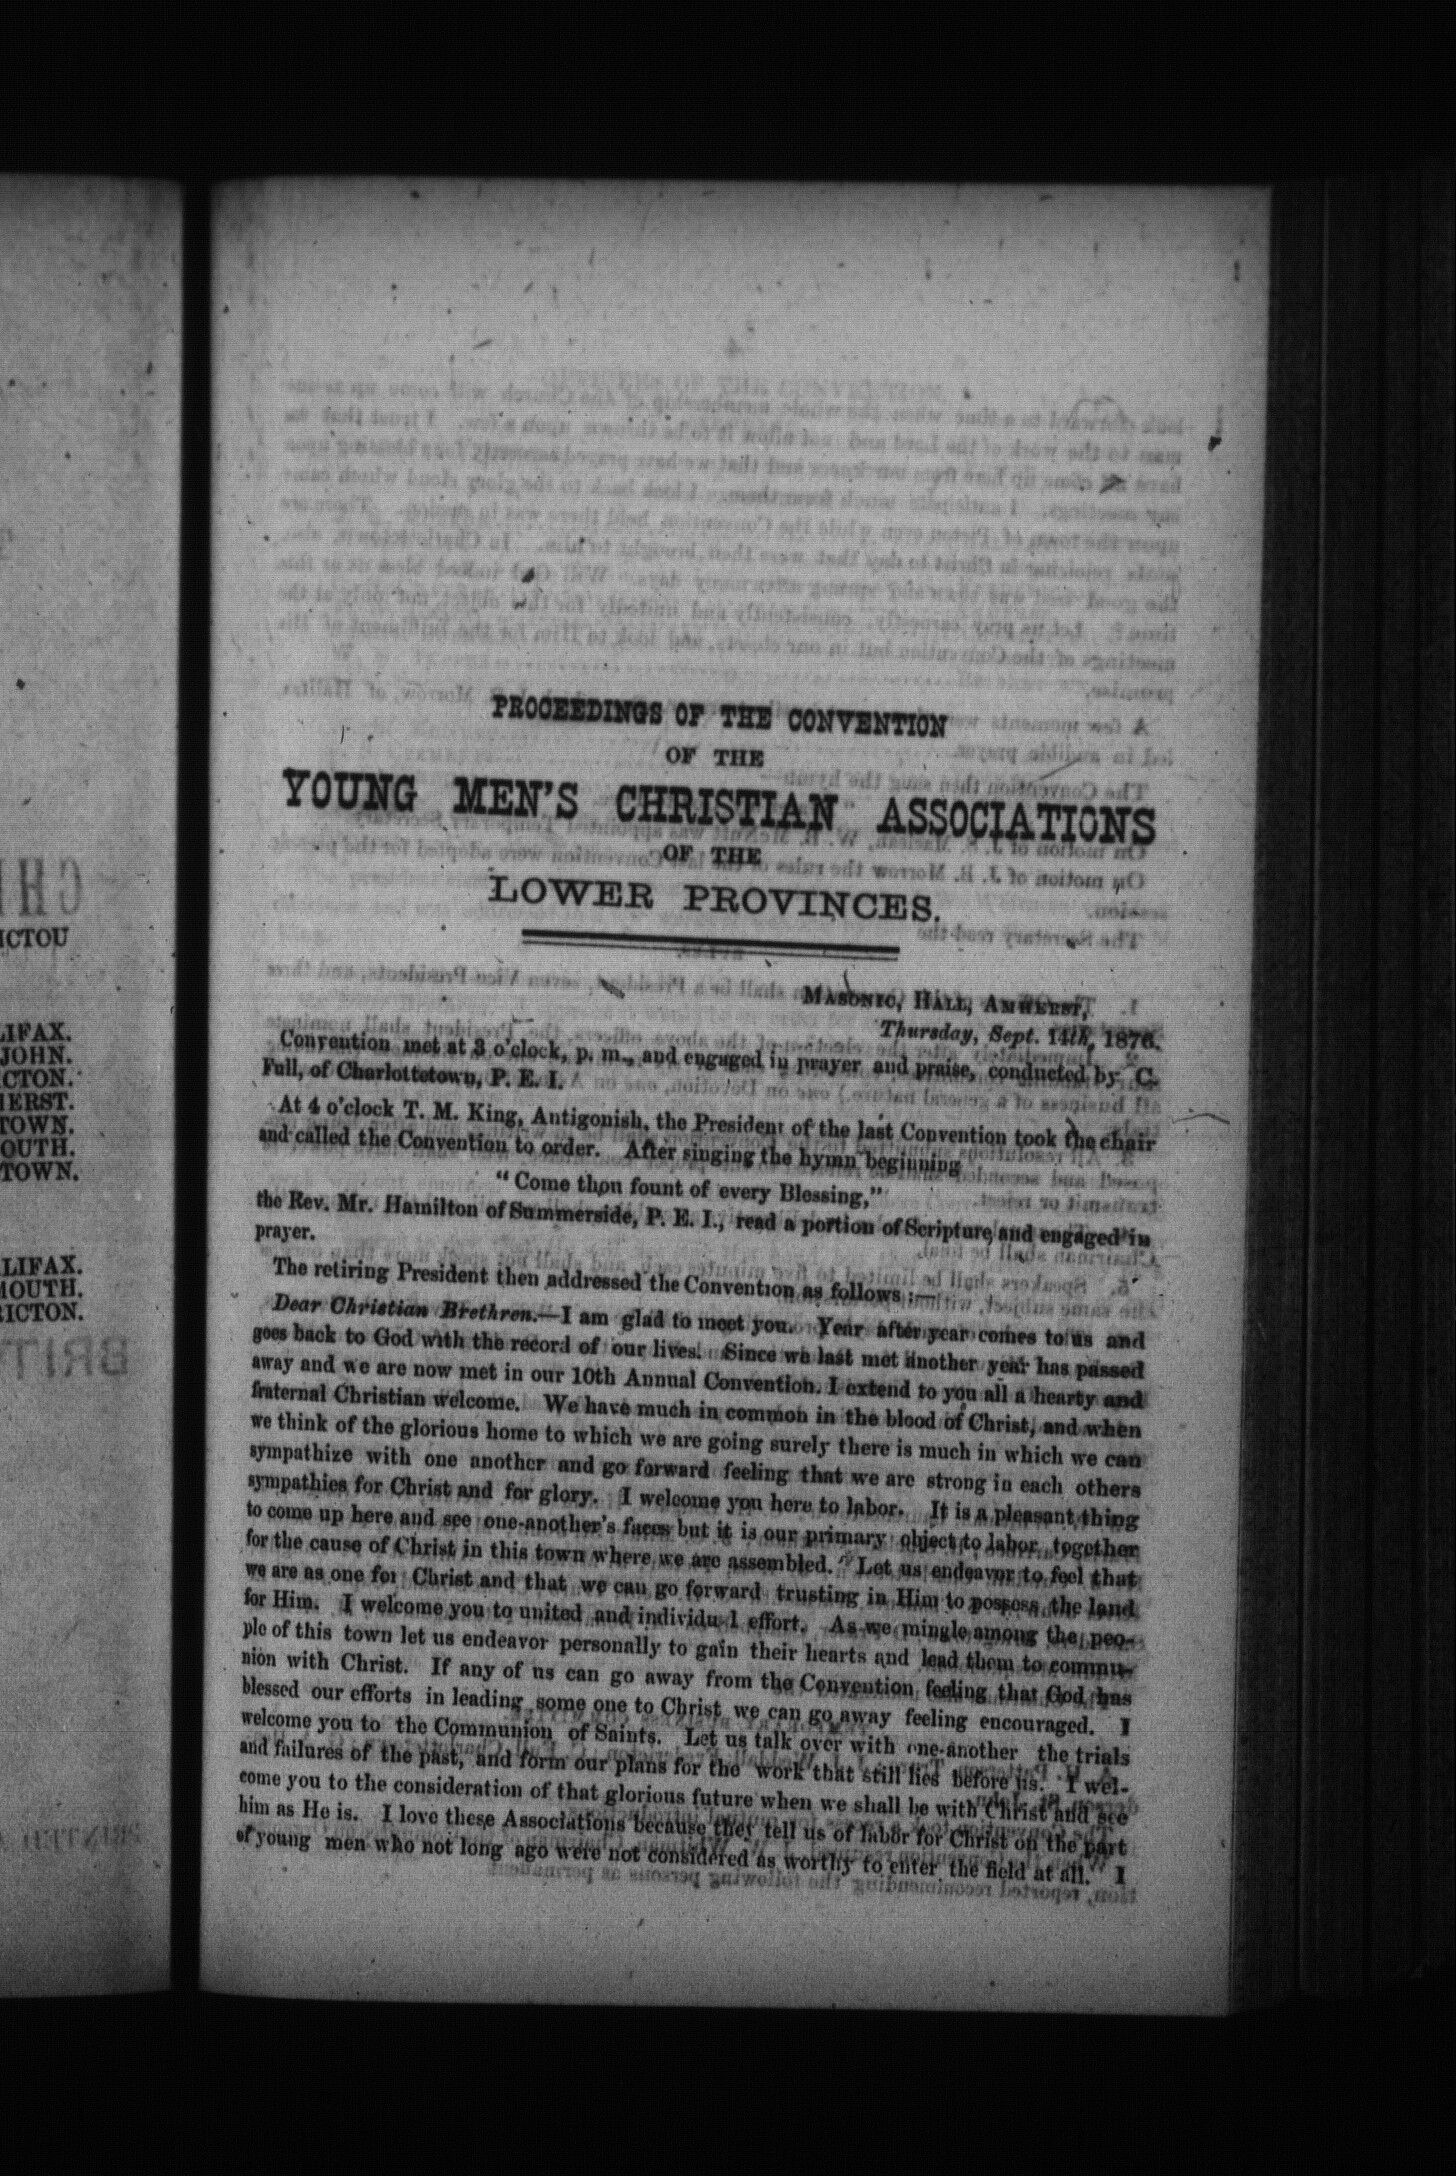 ICTOU
LIFAX.
JOHN.
ICTON.
HERST.
TOWN.
OUTH.
TOWN.
LIFAX.
MOUTH.
RICTON.
PROCEEDINGS OF THE CONVENTION
OF THE
YOUNG MEN'S CHRISTIAN ASSOCIATIONS
OF THE
LOWER PROVINCES.
MASONIC, HALL, AMHERST,
Thursday, Sept. 14th, 1876.
Convention met at 3 o'clock, p. m., and engaged in prayer and praise, conducted by C.
Full, of Charlottetown, P. E. I.
At 4 o'clock T. M. King, Antigonish, the President of the last Convention took the chair
and called the Convention to order. After singing the hymn beginning
"Come thou fount of every Blessing,"
the Rev. Mr. Hamilton of Summerside, P. E. I., read a portion of Scripture and engaged in
prayer.
The retiring President then addressed the Convention as follows :—
Dear Christian Brethren.—I am glad to meet you. Year after year comes to us and
goes back to God with the record of our lives. Since we last met another year has passed
away and we are now met in our 10th Annual Convention. I extend to you all a hearty and
fraternal Christian welcome. We have much in common in the blood of Christ, and when
we think of the glorious home to which we are going surely there is much in which we can
sympathize with one another and go forward feeling that we are strong in each others
sympathies for Christ and for glory. I welcome you here to labor. It is a pleasant thing
to come up here and see one-another's faces but it is our primary object to labor together
for the cause of Christ in this town where we are assembled. Let us endeavor to feel that
we are as one for Christ and that we can go forward trusting in Him to possess the land
for Him. I welcome you to united and individu l effort. As we mingle among the peo-
ple of this town let us endeavor personally to gain their hearts and lead them to commu-
nion with Christ. If any of us can go away from the Convention feeling that God has
blessed our efforts in leading some one to Christ we can go away feeling encouraged. I
welcome you to the Communion of Saints. Let us talk over with one-another the trials
and failures of the past, and form our plans for the work that still lies before us. I wel-
come you to the consideration of that glorious future when we shall be with Christ and see
him as He is. I love these Associations because they tell us of labor for Christ on the part
of young men who not long ago were not considered as worthy to enter the field at all. I